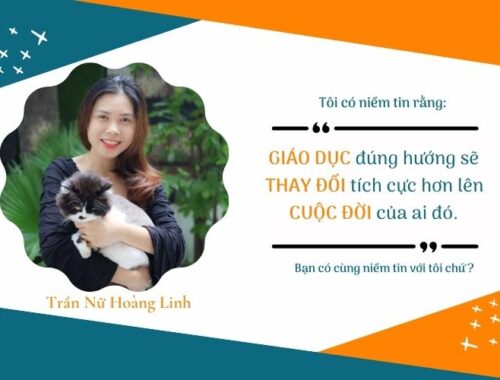 Tôi có niềm tin rằng:
GIÁO DỤC đúng hướng sẽ
THAY ĐỔI tích cực hơn lên
CUỘC ĐỜI của ai đó.
Bạn có cùng niềm tin với tôi chứ?
Trần Nữ Hoàng Linh